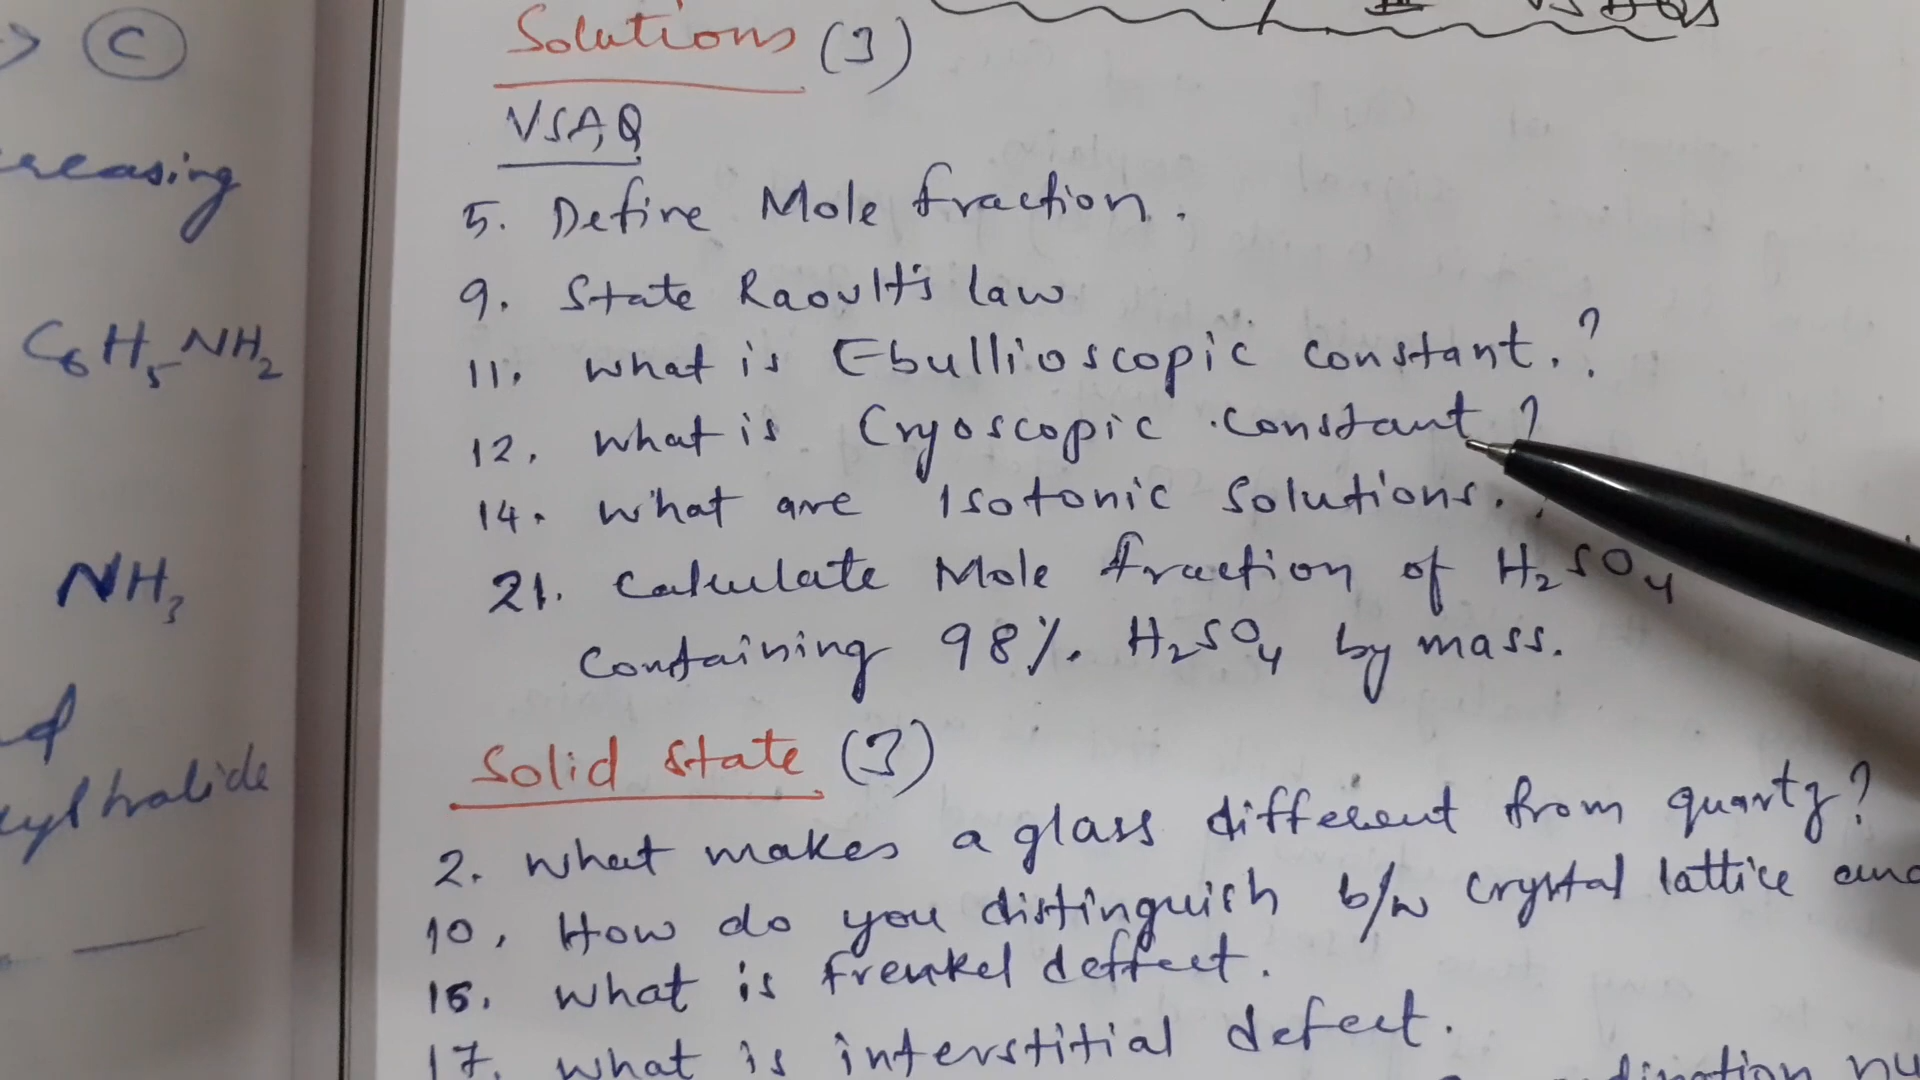 C
creasing
C6H5NH2
NH3
Solutions (3)
VSAQ
5. Define Mole fraction.
9. State Raoult's law
11. What is Ebullioscopic constant.?
12. What is Cryoscopic constant?
14. What are Isotonic Solutions.?
21. Calculate Mole fraction of H2SO4
Containing 98%. H2SO4 by mass.
Solid State (3)
2. What makes a glass different from quartz?
10. How do you distinguish b/w crystal lattice and
15. What is frenkel deffect.
17. What is interstitial defect.